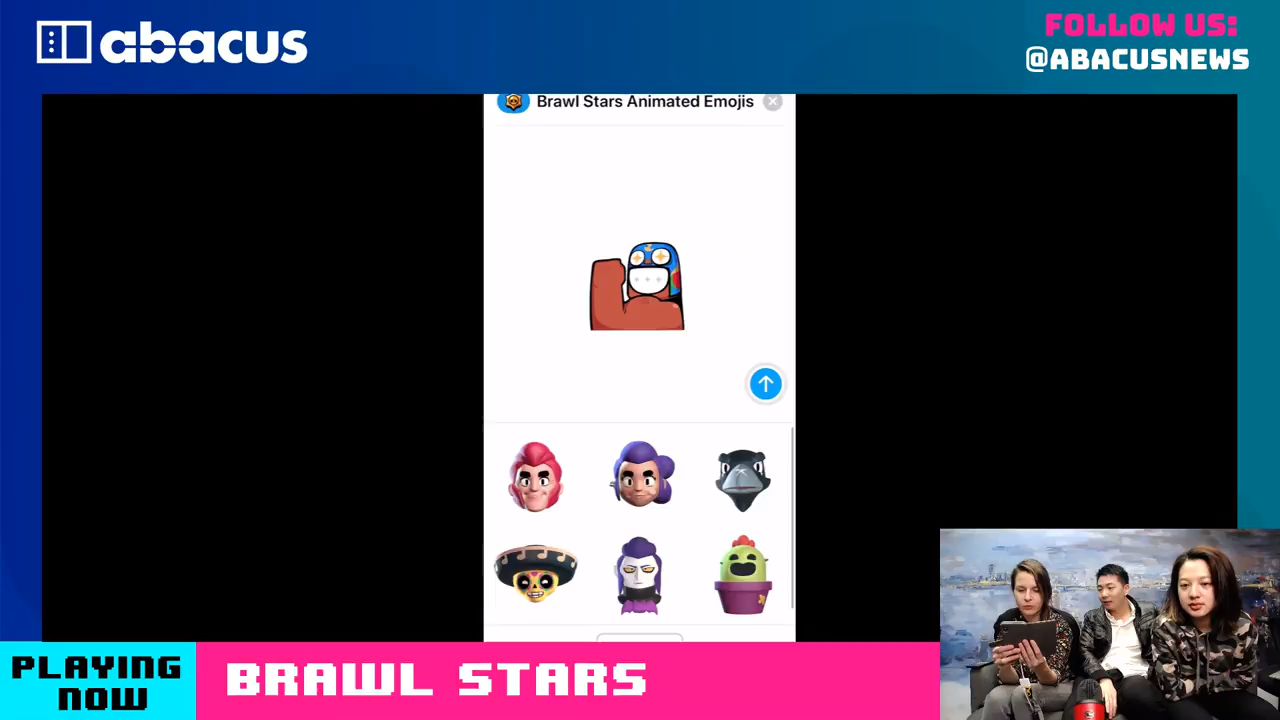 abacus
FOLLOW US:
@ABACUSNEWS
Brawl Stars Animated Emojis
PLAYING
NOW
BRAWL STARS